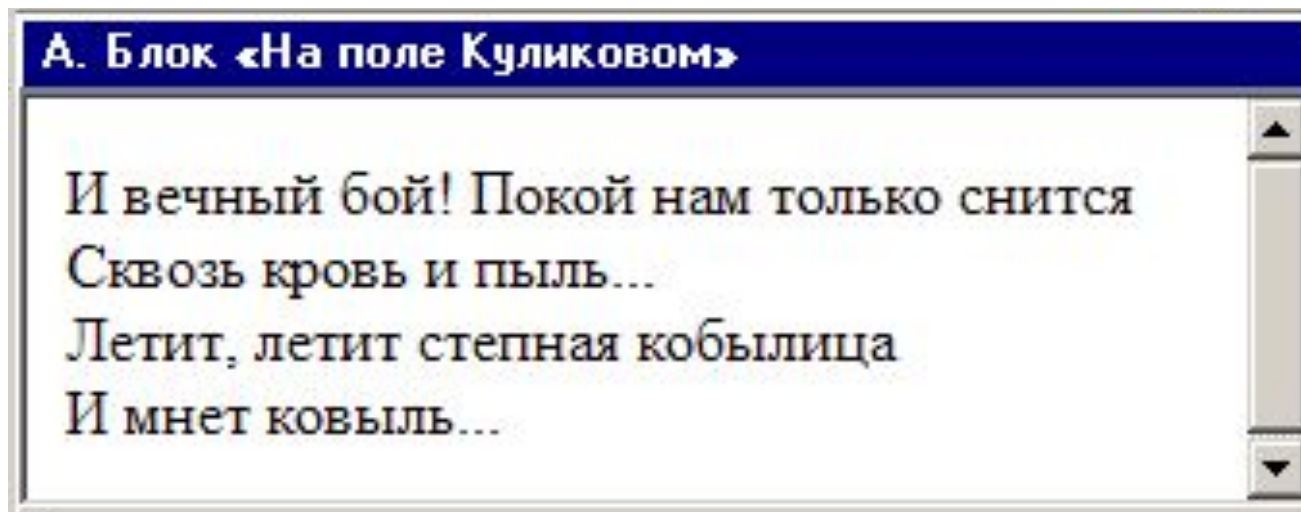 А. Блок «На поле Куликовом»
И вечный бой! Покой нам только снится
Сквозь кровь и пыль...
Летит, летит степная кобылица
И мнет ковыль...